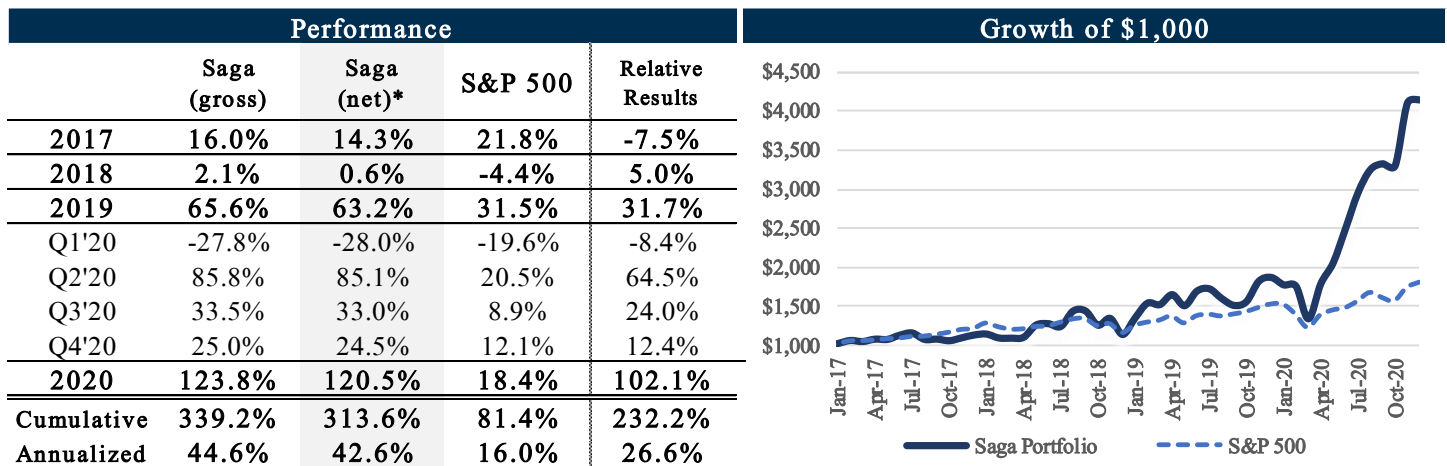 Performance
Saga (gross) Saga (net)* S&P 500 Relative Results
2017 16.0% 14.3% 21.8% -7.5%
2018 2.1% 0.6% -4.4% 5.0%
2019 65.6% 63.2% 31.5% 31.7%
Q1'20 -27.8% -28.0% -19.6% -8.4%
Q2'20 85.8% 85.1% 20.5% 64.5%
Q3'20 33.5% 33.0% 8.9% 24.0%
Q4'20 25.0% 24.5% 12.1% 12.4%
2020 123.8% 120.5% 18.4% 102.1%
Cumulative 339.2% 313.6% 81.4% 232.2%
Annualized 44.6% 42.6% 16.0% 26.6%
Growth of $1,000
$4,500
$4,000
$3,500
$3,000
$2,500
$2,000
$1,500
$1,000
Jan-17 Apr-17 Jul-17 Oct-17 Jan-18 Apr-18 Jul-18 Oct-18 Jan-19 Apr-19 Jul-19 Oct-19 Jan-20 Apr-20 Jul-20 Oct-20
Saga Portfolio S&P 500